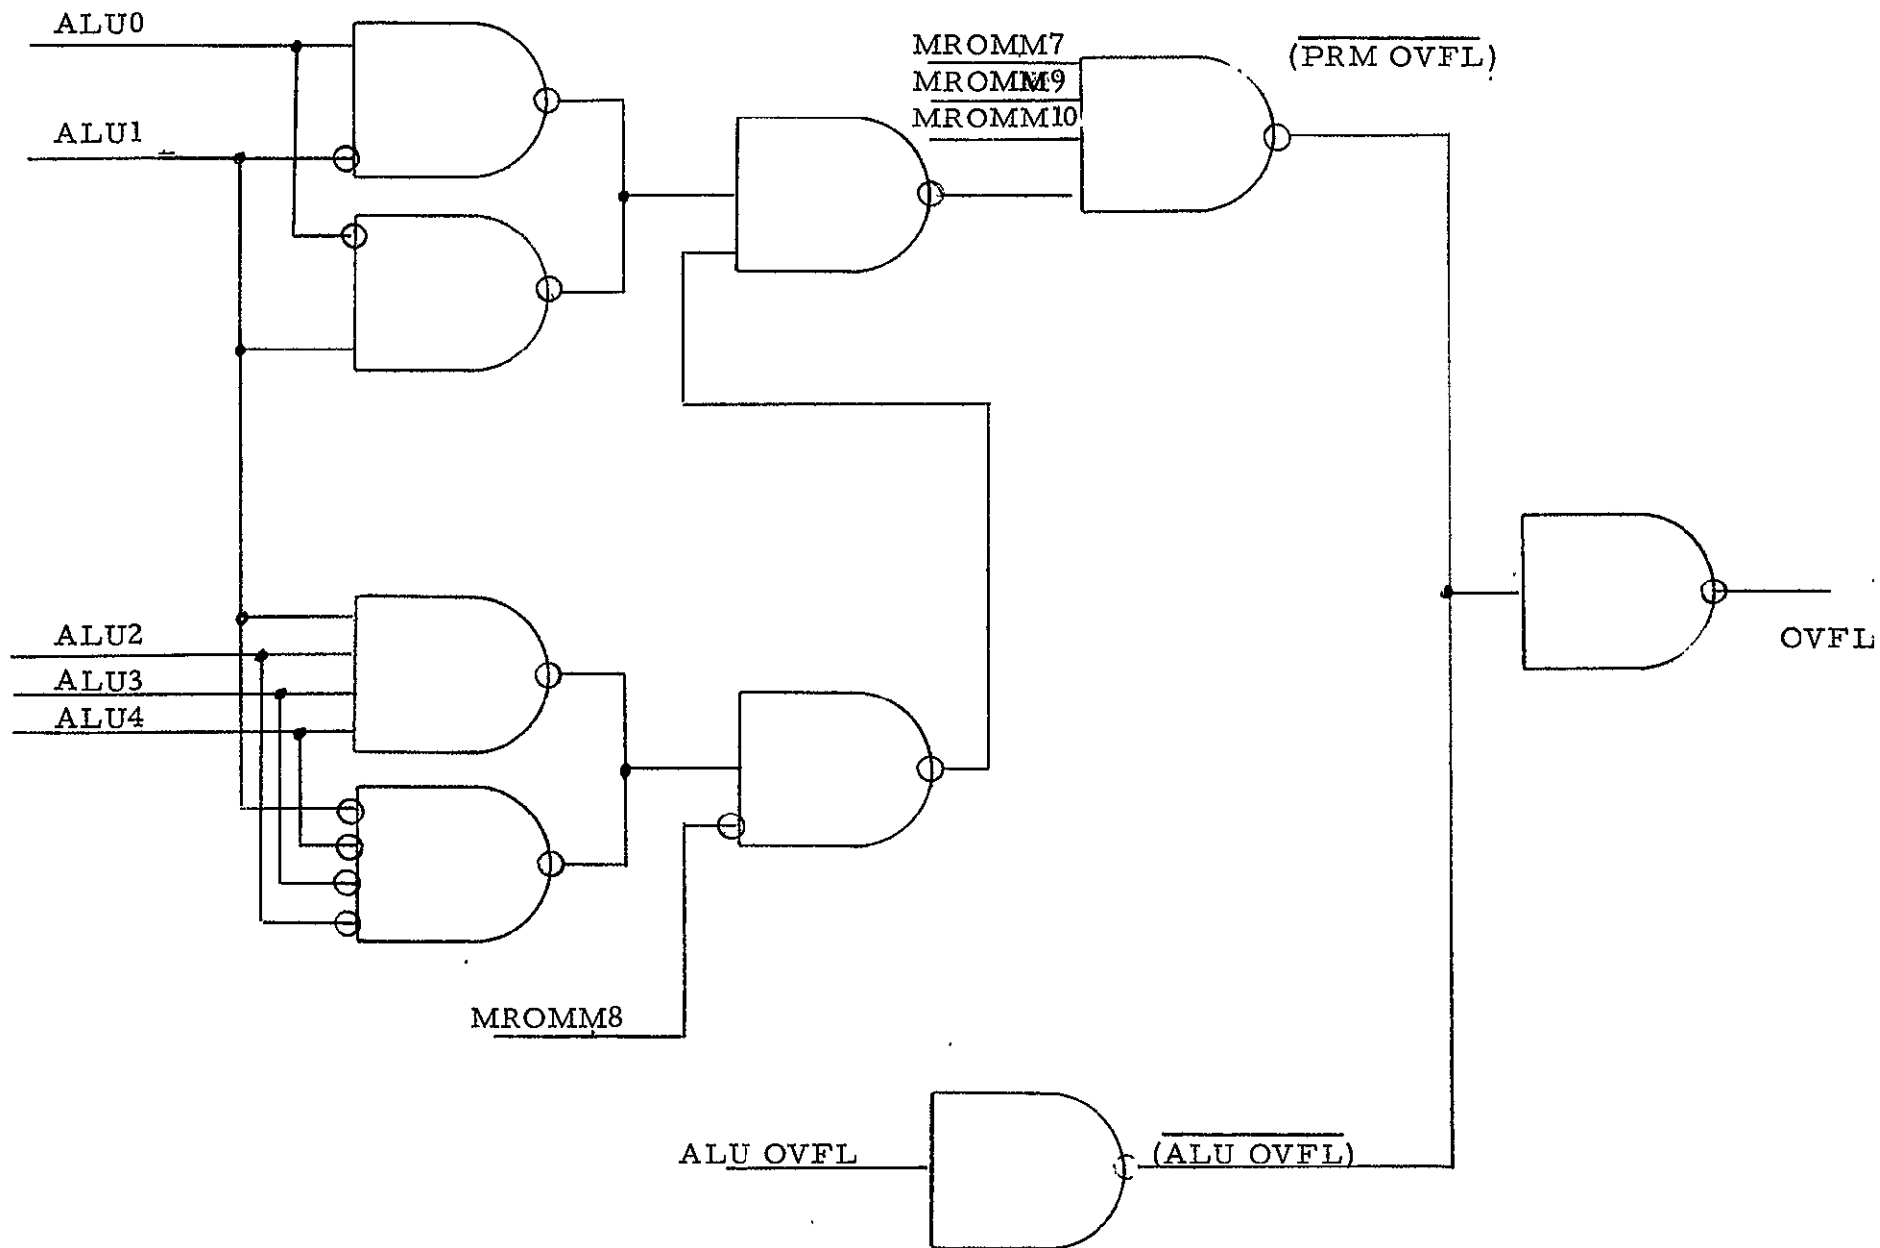 ALU0
ALU1
MROMM7
MROMM9
MROMM10
(PRM OVFL)
ALU2
ALU3
ALU4
OVFL
MROMM8
ALU OVFL
(ALU OVFL)